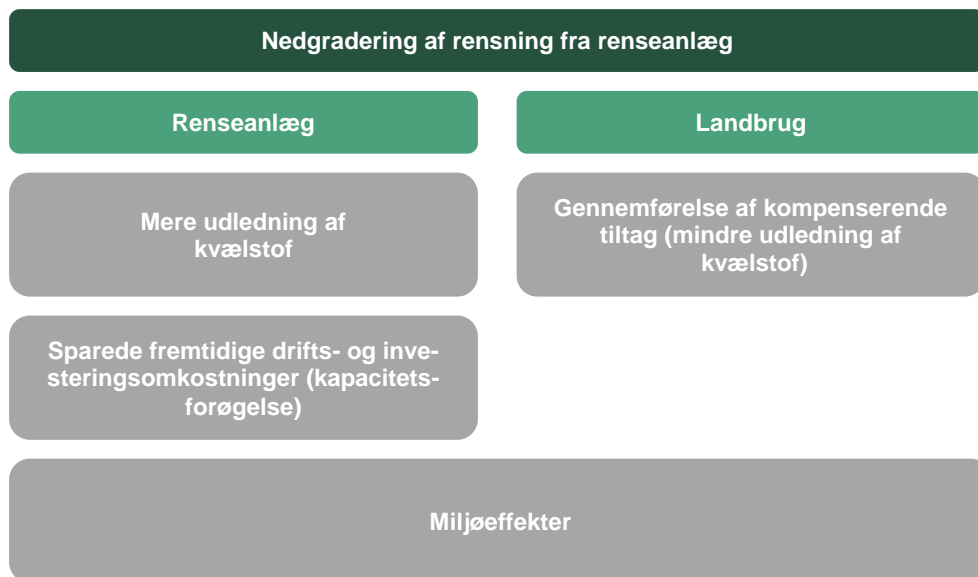 Nedgradering af rensning fra renseanlæg
Renseanlæg
Landbrug
Mere udledning af
kvælstof
Gennemførelse af kompenserende
tiltag (mindre udledning af
kvælstof)
Sparede fremtidige drifts- og inve-
steringsomkostninger (kapacitets-
forøgelse)
Miljøeffekter